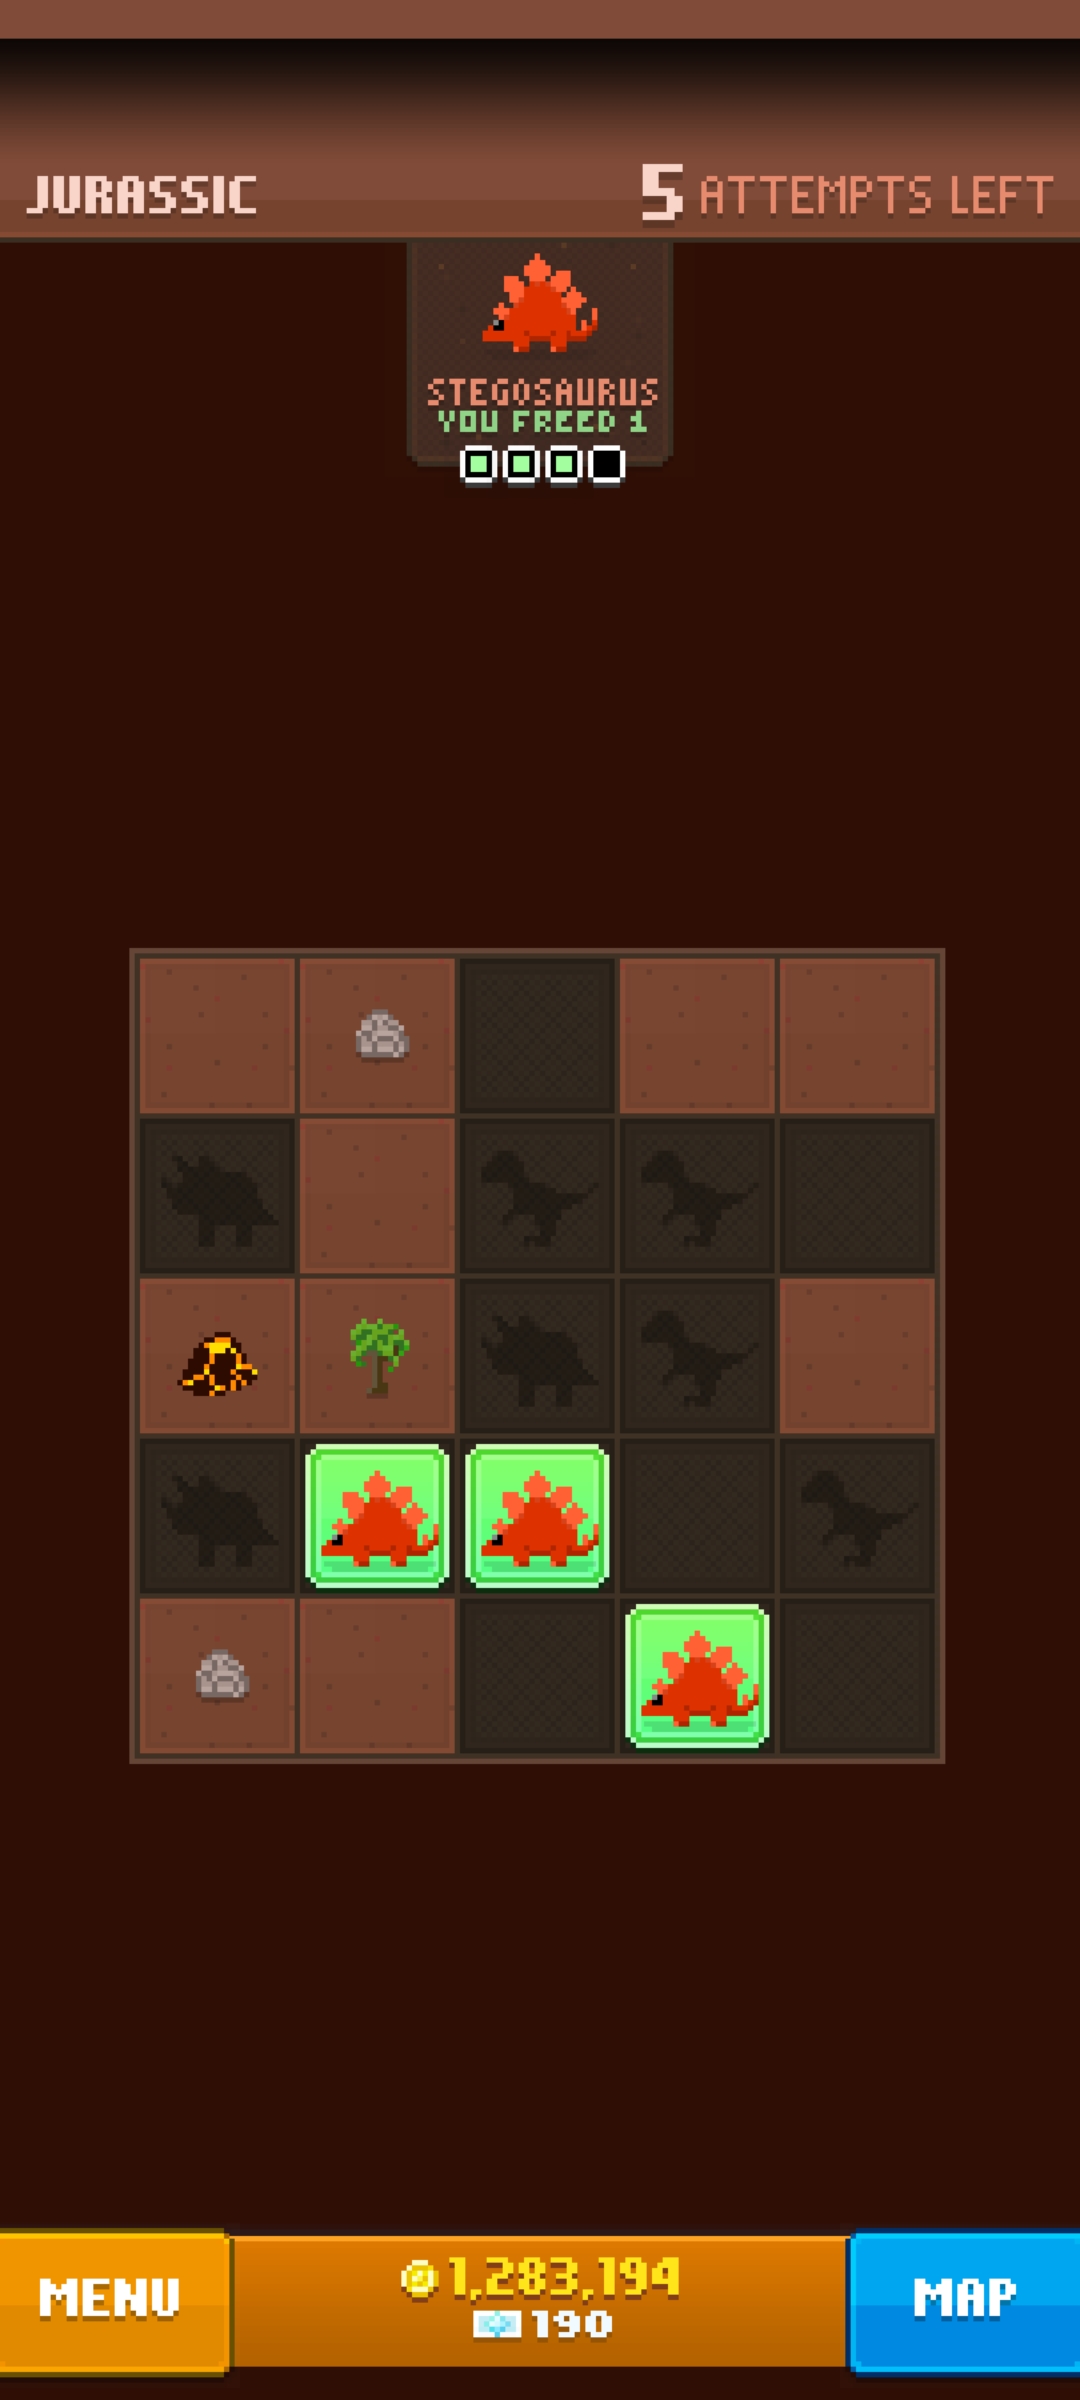 JURASSIC
5 ATTEMPTS LEFT
STEGOSAURUS
YOU FREED 1
MENU
1,283,194
190
MAP